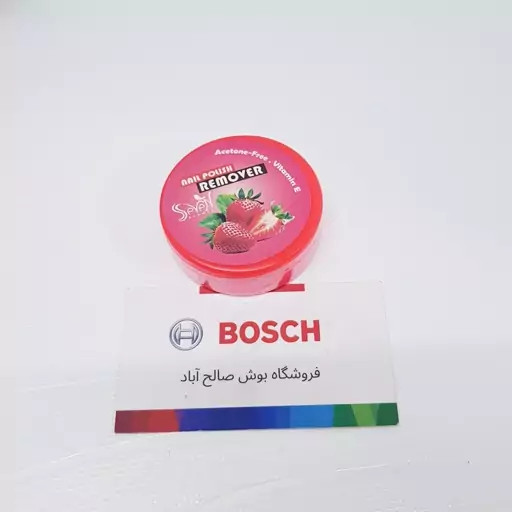 Acetone-Free . Vitamin E
NAIL POLISH
REMOVER
BOSCH
فروشگاه بوش صالح آباد